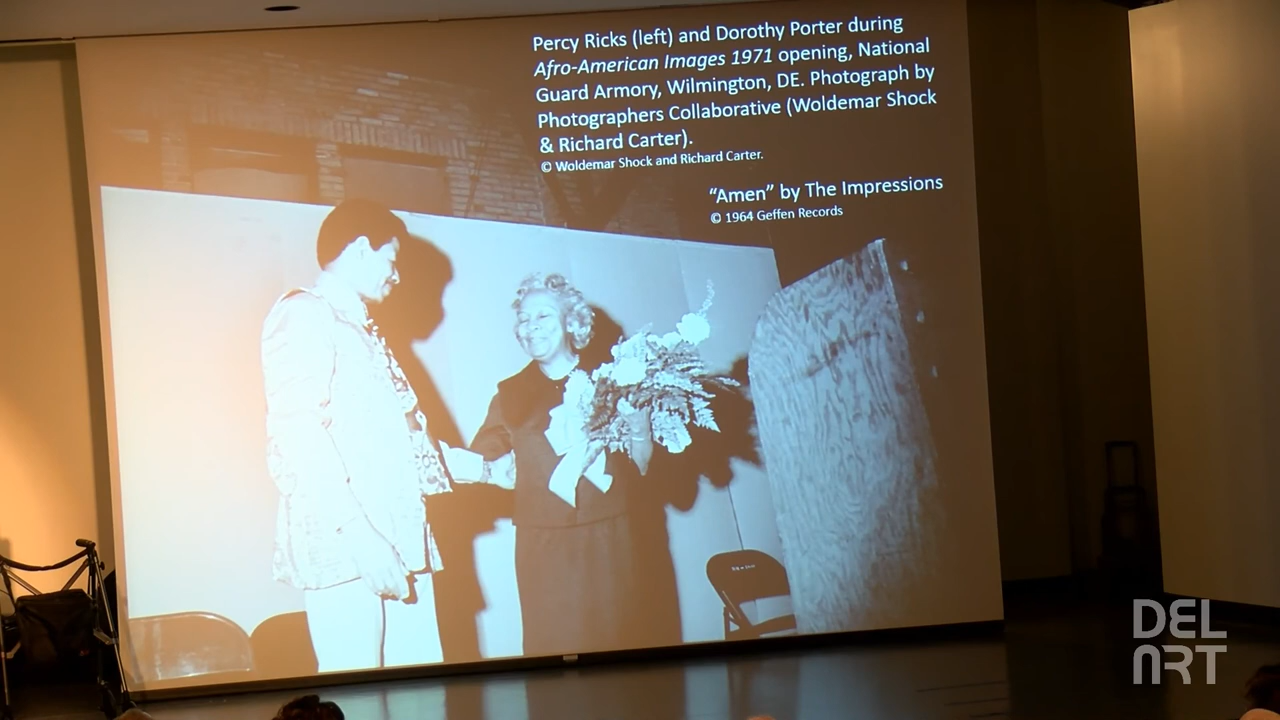 Percy Ricks (left) and Dorothy Porter during
Afro-American Images 1971 opening, National
Guard Armory, Wilmington, DE. Photograph by
Photographers Collaborative (Woldemar Shock
& Richard Carter).
© Woldemar Shock and Richard Carter.
“Amen” by The Impressions
© 1964 Geffen Records
DEL
ART